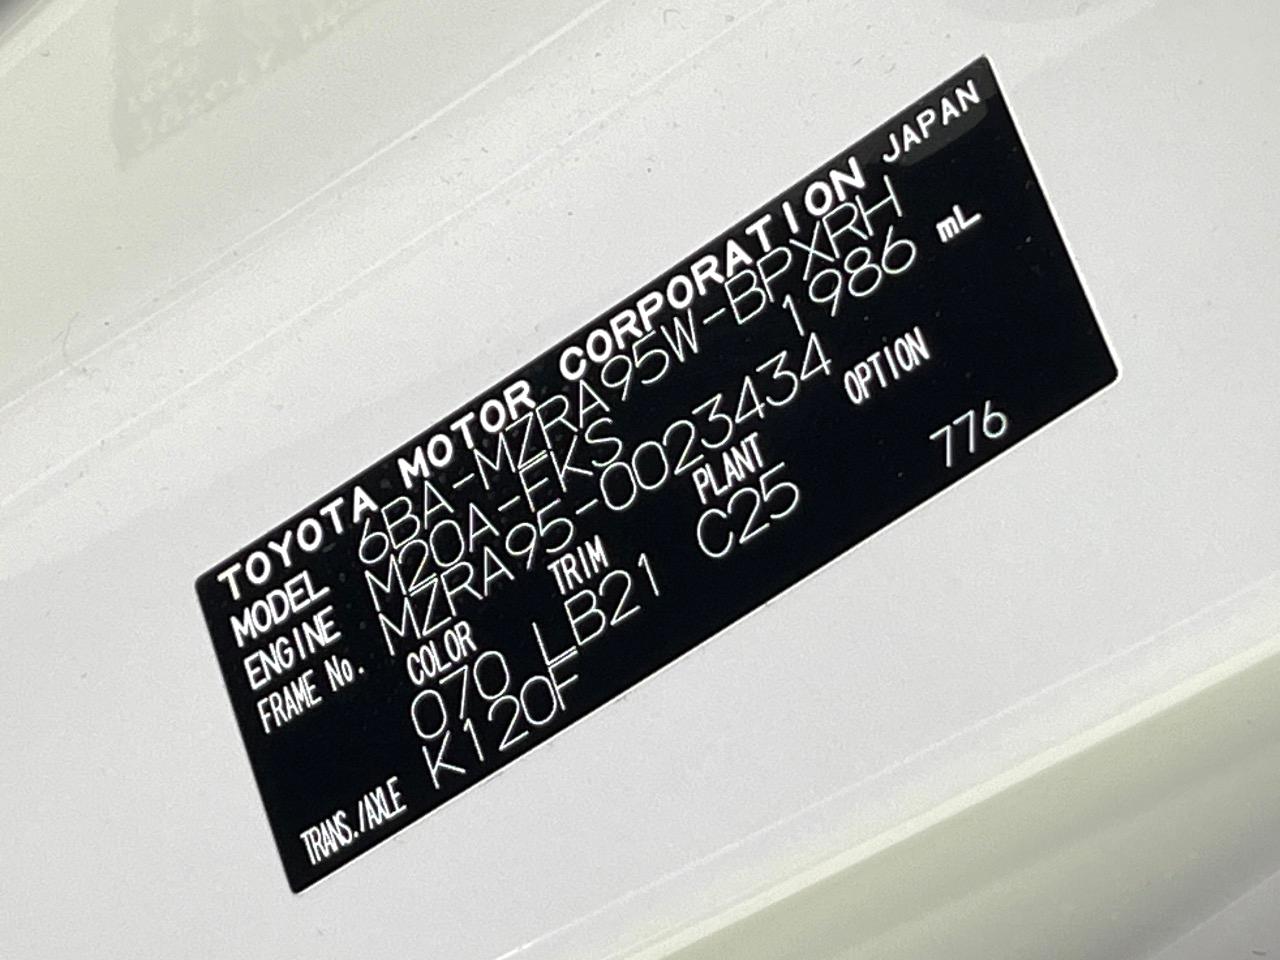 TOYOTA MOTOR CORPORATION JAPAN
MODEL 6BA-MZRA95W-BPXRH
ENGINE M20A-FKS 1986 mL
FRAME No. MZRA95-0023434
COLOR TRIM PLANT OPTION
070 LB21 C25 776
TRANS./AXLE K120F